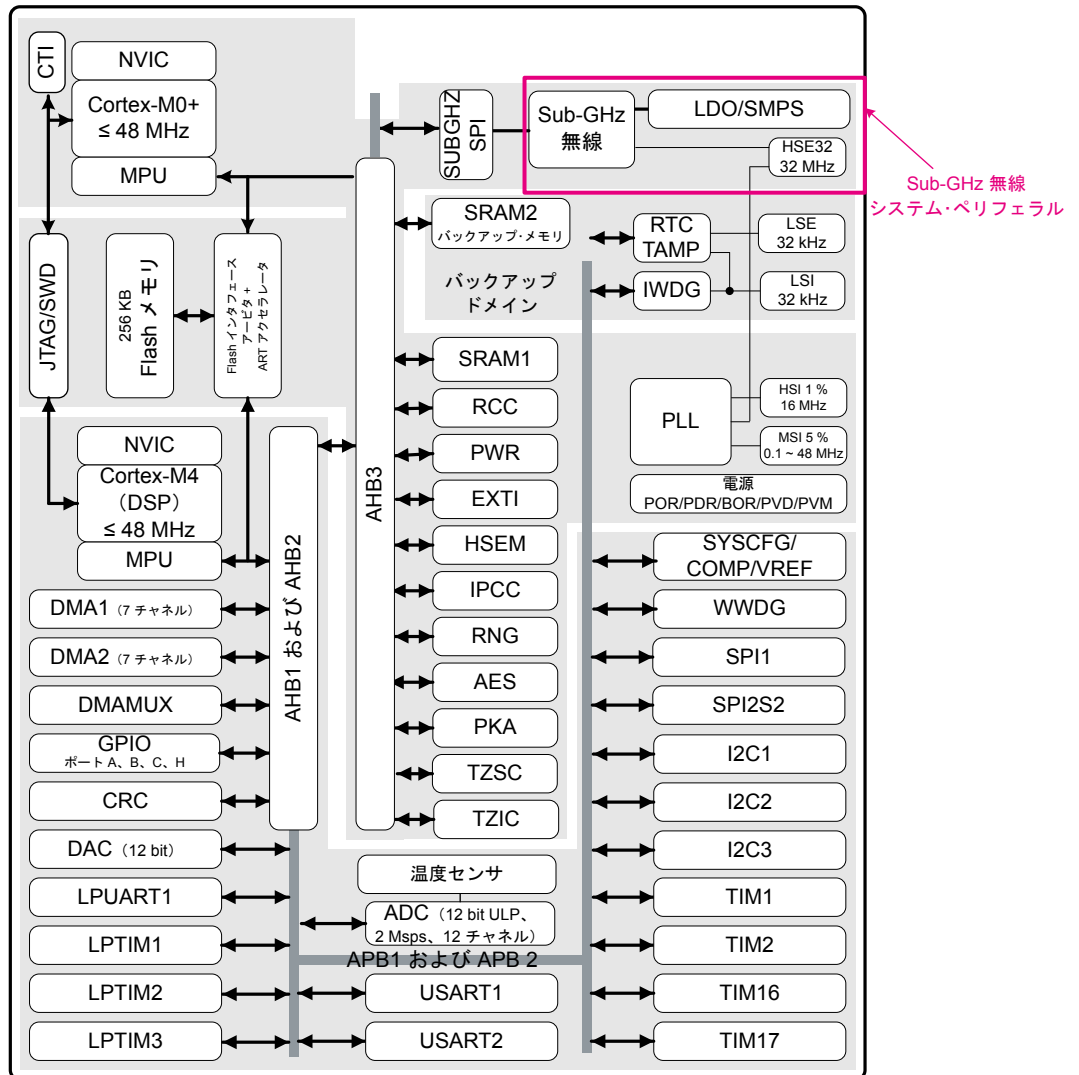 CTI
NVIC
Cortex-M0+
≤ 48 MHz
MPU
SUBGHZ
SPI
Sub-GHz
無線
LDO/SMPS
HSE32
32 MHz
Sub-GHz 無線
システム・ペリフェラル
SRAM2
バックアップ・メモリ
RTC
TAMP
LSE
32 kHz
バックアップ
ドメイン
IWDG
LSI
32 kHz
JTAG/SWD
256 KB
Flash メモリ
Flash インタフェース
アービタ +
ART アクセラレータ
AHB3
SRAM1
RCC
PWR
EXTI
HSEM
IPCC
RNG
AES
PKA
TZSC
TZIC
PLL
HSI 1 %
16 MHz
MSI 5 %
0.1 ~ 48 MHz
電源
POR/PDR/BOR/PVD/PVM
NVIC
Cortex-M4
（DSP）
≤ 48 MHz
MPU
AHB1 および AHB2
DMA1（7 チャネル）
DMA2（7 チャネル）
DMAMUX
GPIO
ポート A、B、C、H
CRC
DAC（12 bit）
LPUART1
LPTIM1
LPTIM2
LPTIM3
温度センサ
ADC（12 bit ULP、
2 Msps、12 チャネル）
APB1 および APB 2
USART1
USART2
SYSCFG/
COMP/VREF
WWDG
SPI1
SPI2S2
I2C1
I2C2
I2C3
TIM1
TIM2
TIM16
TIM17